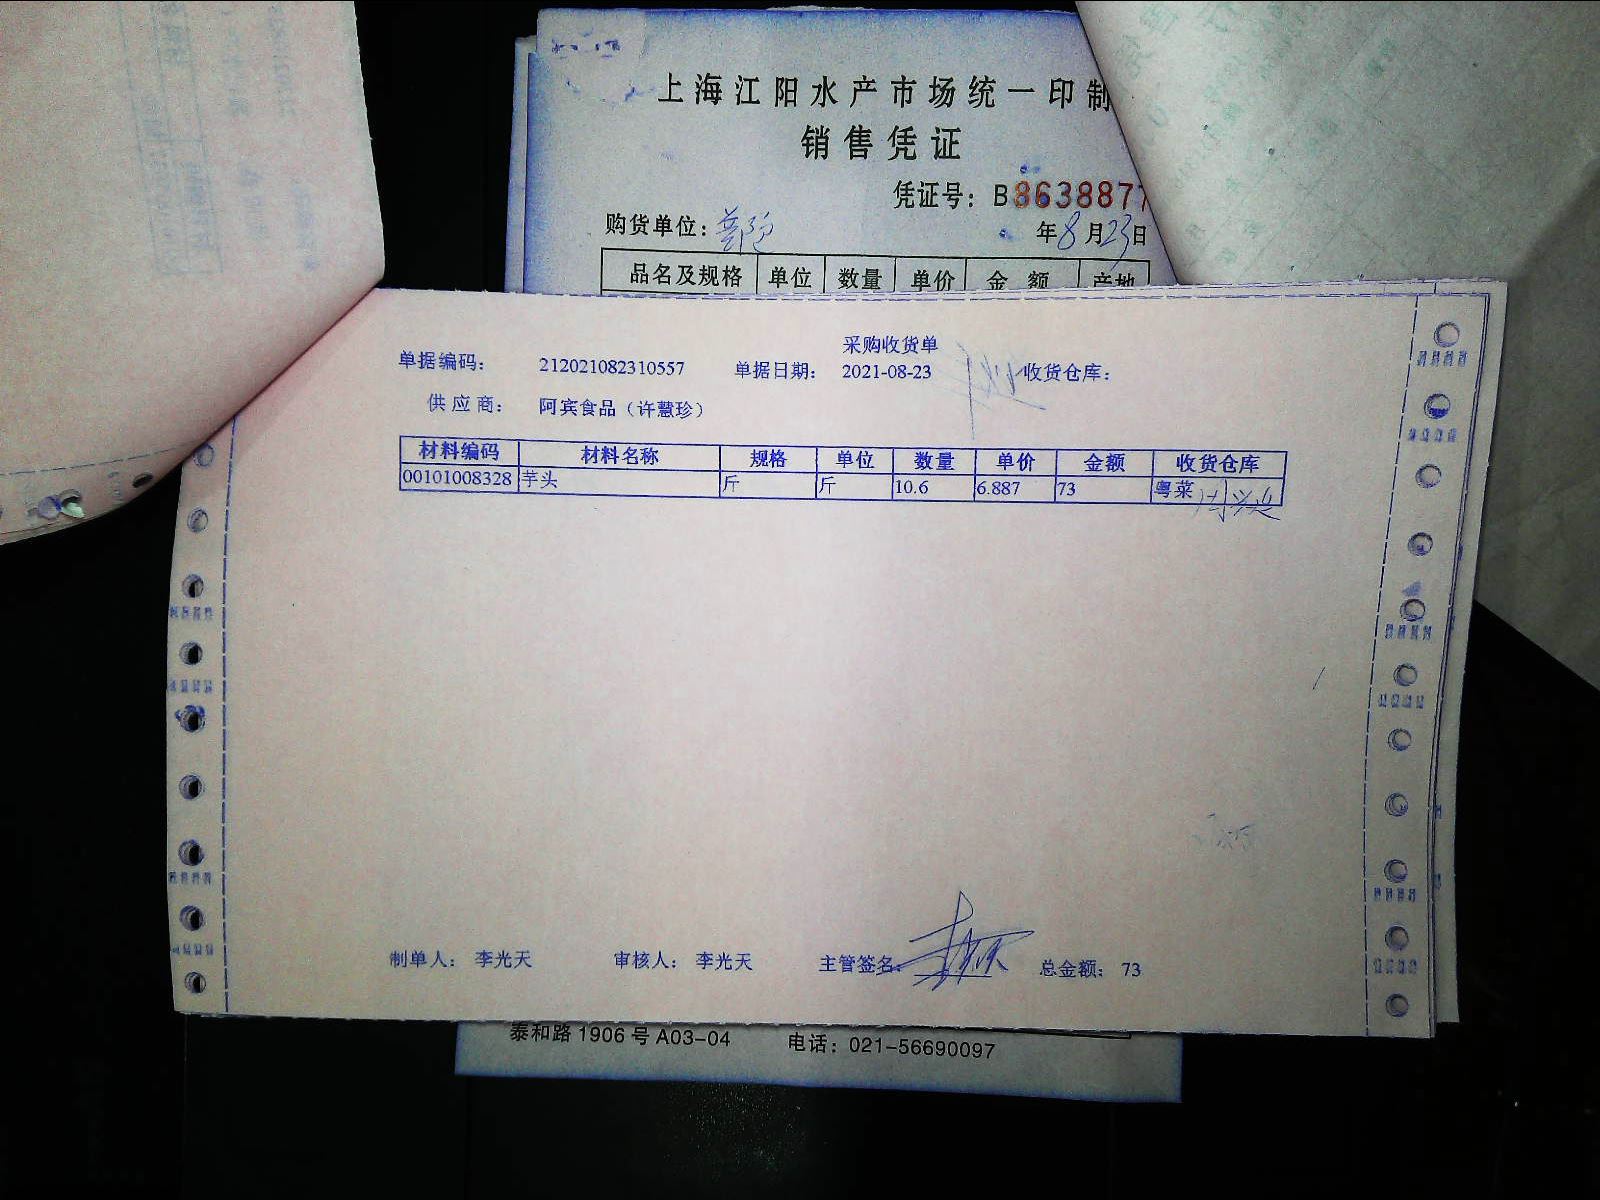 上海江阳水产市场统一印制
销售凭证
凭证号：B8638877
购货单位： 年8月23日
品名及规格 单位 数量 单价 金额 产地
采购收货单
单据编码： 212021082310557 单据日期： 2021-08-23 收货仓库：
供应商： 阿宾食品（许慧珍）
材料编码 材料名称 规格 单位 数量 单价 金额 收货仓库
00101008328 芋头 斤 斤 10.6 6.887 73 粤菜
制单人： 李光天 审核人： 李光天 主管签名： 总金额： 73
泰和路1906号A03-04 电话：021-56690097